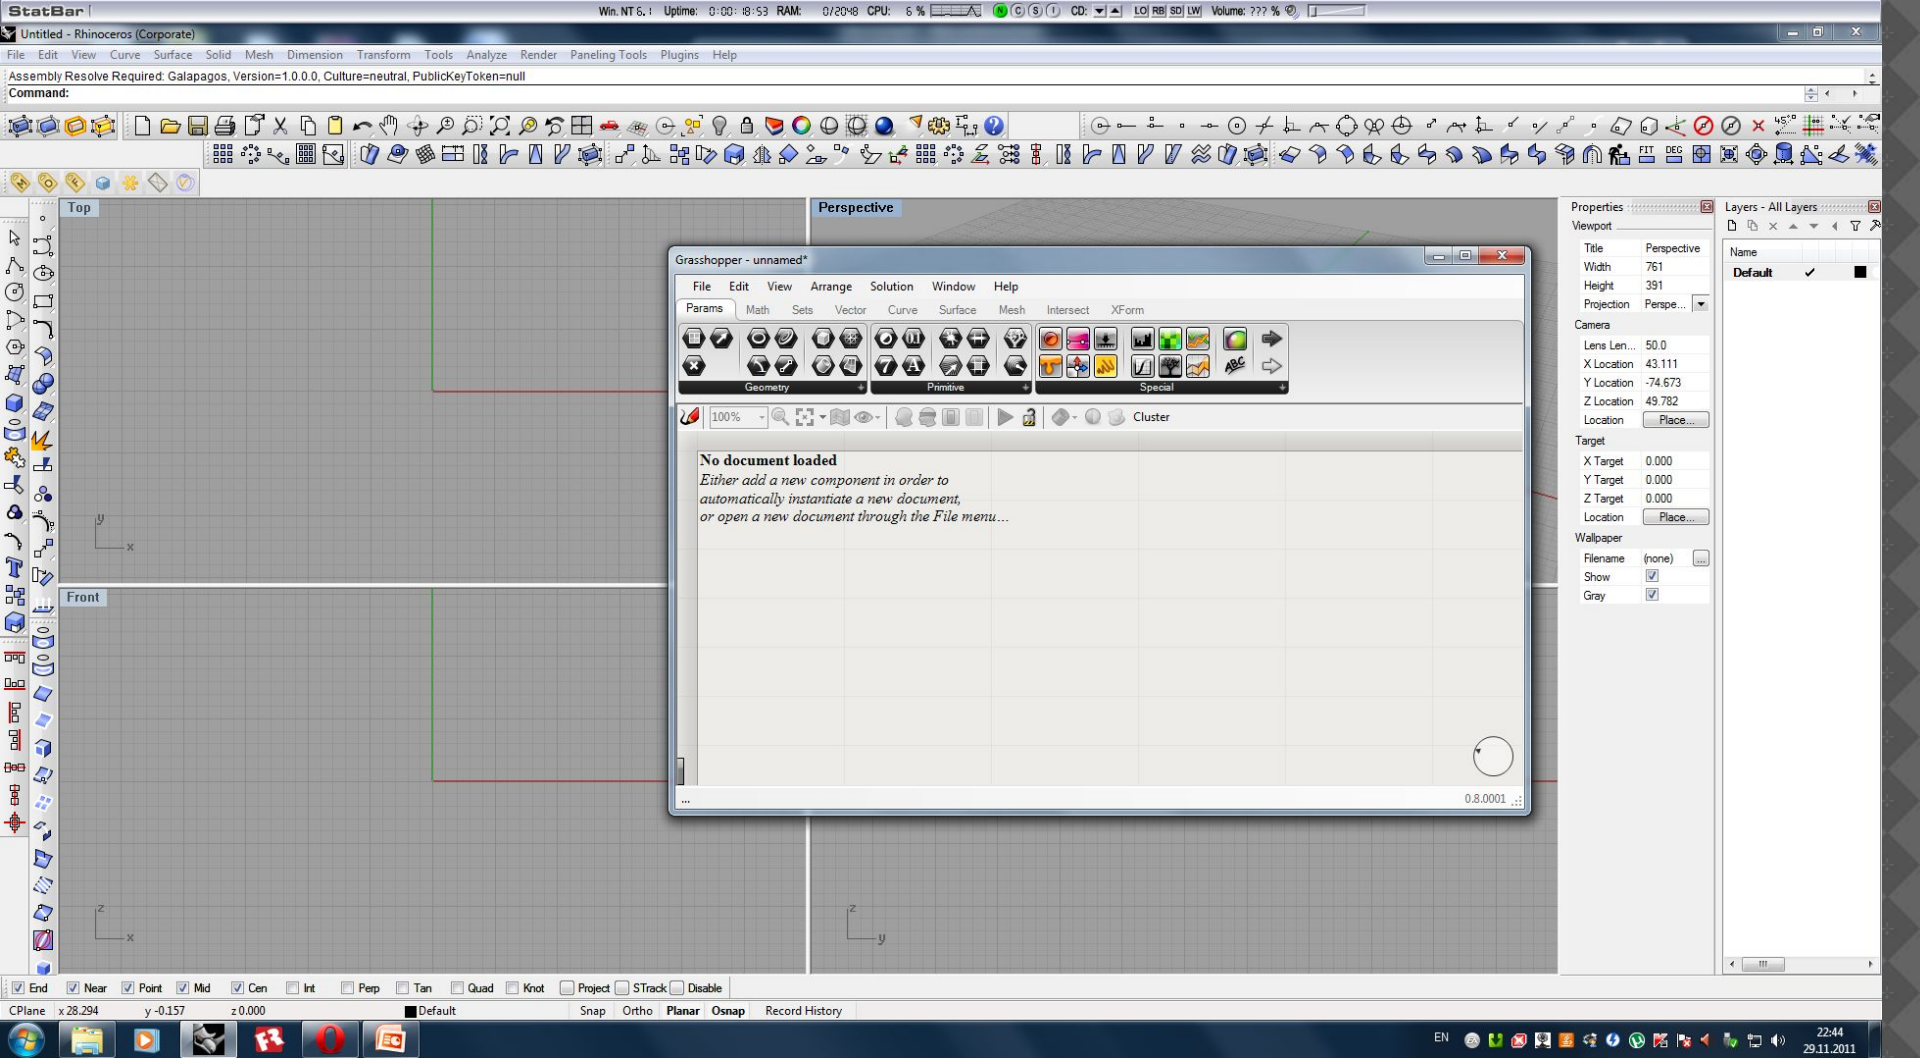 StatBar
Win. NT 6. Uptime: 0:00:18:53 RAM: 0/2048 CPU: 6 % N C S I CD: LO RB SD LW Volume: ??? %
Untitled - Rhinoceros (Corporate)
File Edit View Curve Surface Solid Mesh Dimension Transform Tools Analyze Render Paneling Tools Plugins Help
Assembly Resolve Required: Galapagos, Version=1.0.0.0, Culture=neutral, PublicKeyToken=null
Command:
Top
Perspective
Front
Grasshopper - unnamed*
File Edit View Arrange Solution Window Help
Params Math Sets Vector Curve Surface Mesh Intersect XForm
Geometry Primitive Special
100% Cluster
No document loaded
Either add a new component in order to
automatically instantiate a new document,
or open a new document through the File menu...
...
0.8.0001
Properties
Viewport
Title Perspective
Width 761
Height 391
Projection Perspe...
Camera
Lens Len... 50.0
X Location 43.111
Y Location -74.673
Z Location 49.782
Location Place...
Target
X Target 0.000
Y Target 0.000
Z Target 0.000
Location Place...
Wallpaper
Filename (none) ...
Show
Gray
Layers - All Layers
Name
Default
y
x
z
x
z
y
End Near Point Mid Cen Int Perp Tan Quad Knot Project STrack Disable
CPlane x 28.294 y -0.157 z 0.000 Default Snap Ortho Planar Osnap Record History
EN
22:44
29.11.2011